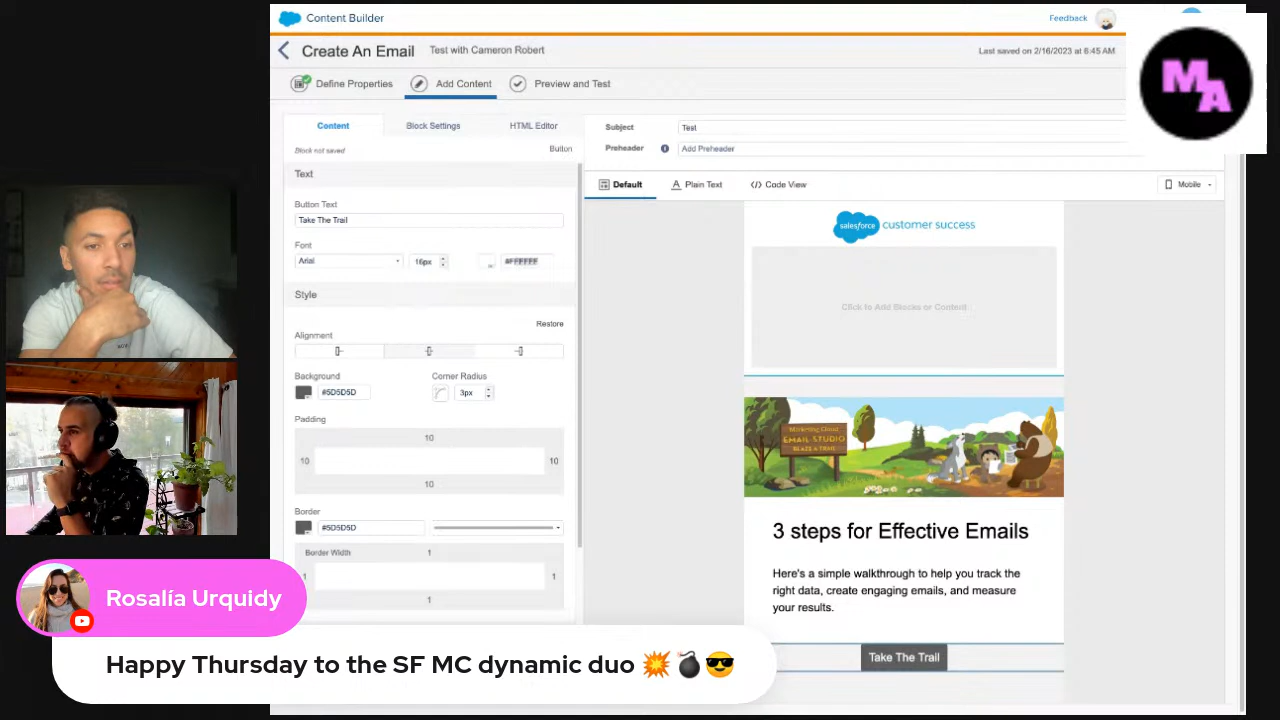 Content Builder
Feedback
Create An Email
Test with Cameron Robert
Last saved on 2/16/2023 at 6:45 AM
Define Properties
Add Content
Preview and Test
MA
Content
Block Settings
HTML Editor
Block not saved
Button
Text
Button Text
Take The Trail
Font
Arial
16px
#FFFFFF
Style
Restore
Alignment
Background
Corner Radius
#5D5D5D
3px
Padding
10
10
10
10
Border
#5D5D5D
Border Width
1
1
1
1
Subject
Test
Preheader
Add Preheader
Default
Plain Text
</> Code View
Mobile
salesforce customer success
Click to Add Blocks or Content
Marketing Cloud
EMAIL STUDIO
BLAZE A TRAIL
3 steps for Effective Emails
Here's a simple walkthrough to help you track the
right data, create engaging emails, and measure
your results.
Take The Trail
Rosalía Urquidy
Happy Thursday to the SF MC dynamic duo 💥💣😎